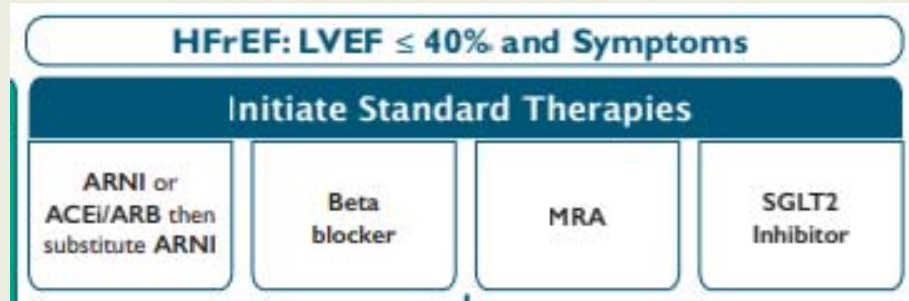 HFrEF: LVEF ≤ 40% and Symptoms
Initiate Standard Therapies
ARNI or
ACEi/ARB then
substitute ARNI
Beta
blocker
MRA
SGLT2
Inhibitor